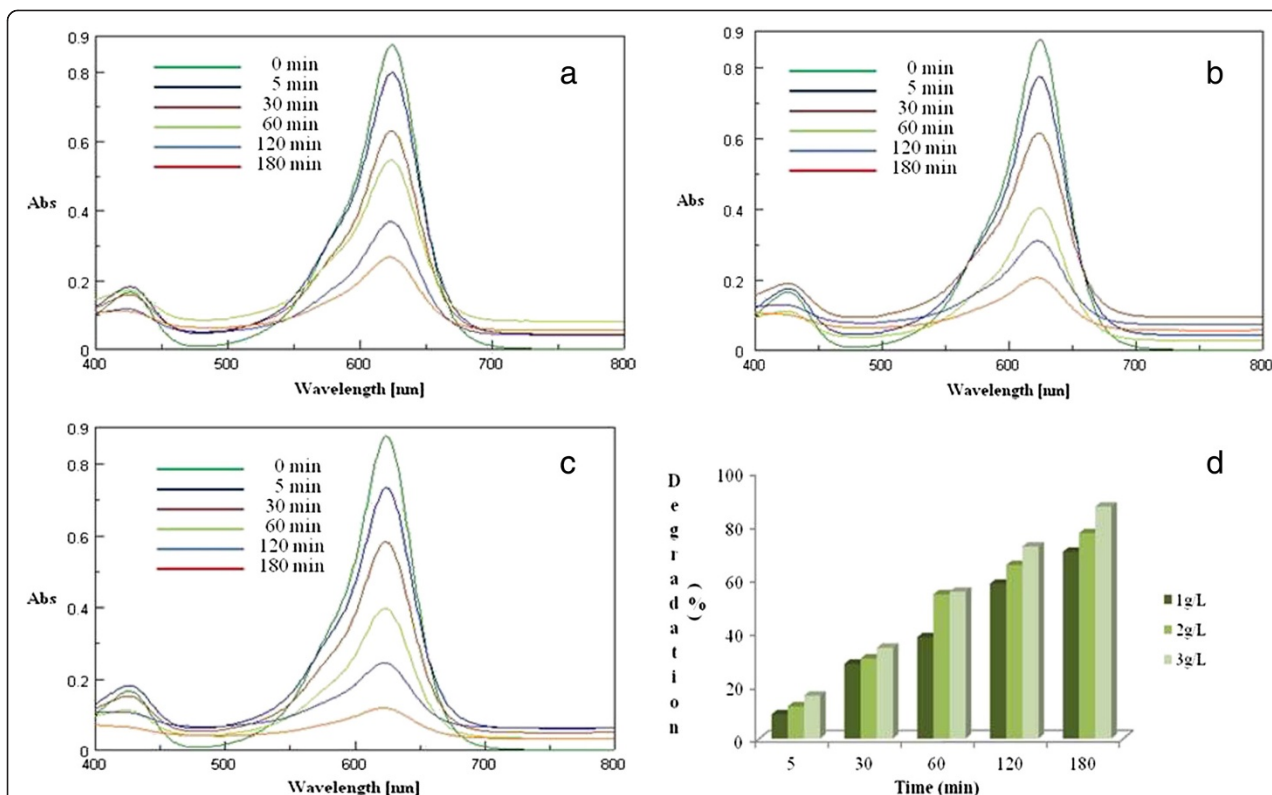 0.9
0.8
0.6
Abs
0.4
0.2
0
400
500
600
700
800
Wavelength [nm]
0 min
5 min
30 min
60 min
120 min
180 min
a
0.9
0.8
0.6
Abs
0.4
0.2
0
400
500
600
700
800
Wavelength [nm]
0 min
5 min
30 min
60 min
120 min
180 min
b
0.9
0.8
0.6
Abs
0.4
0.2
0
400
500
600
700
800
Wavelength [nm]
0 min
5 min
30 min
60 min
120 min
180 min
c
d
Degradation
(%)
100
80
60
40
20
0
5
30
60
120
180
Time (min)
1g/L
2g/L
3g/L